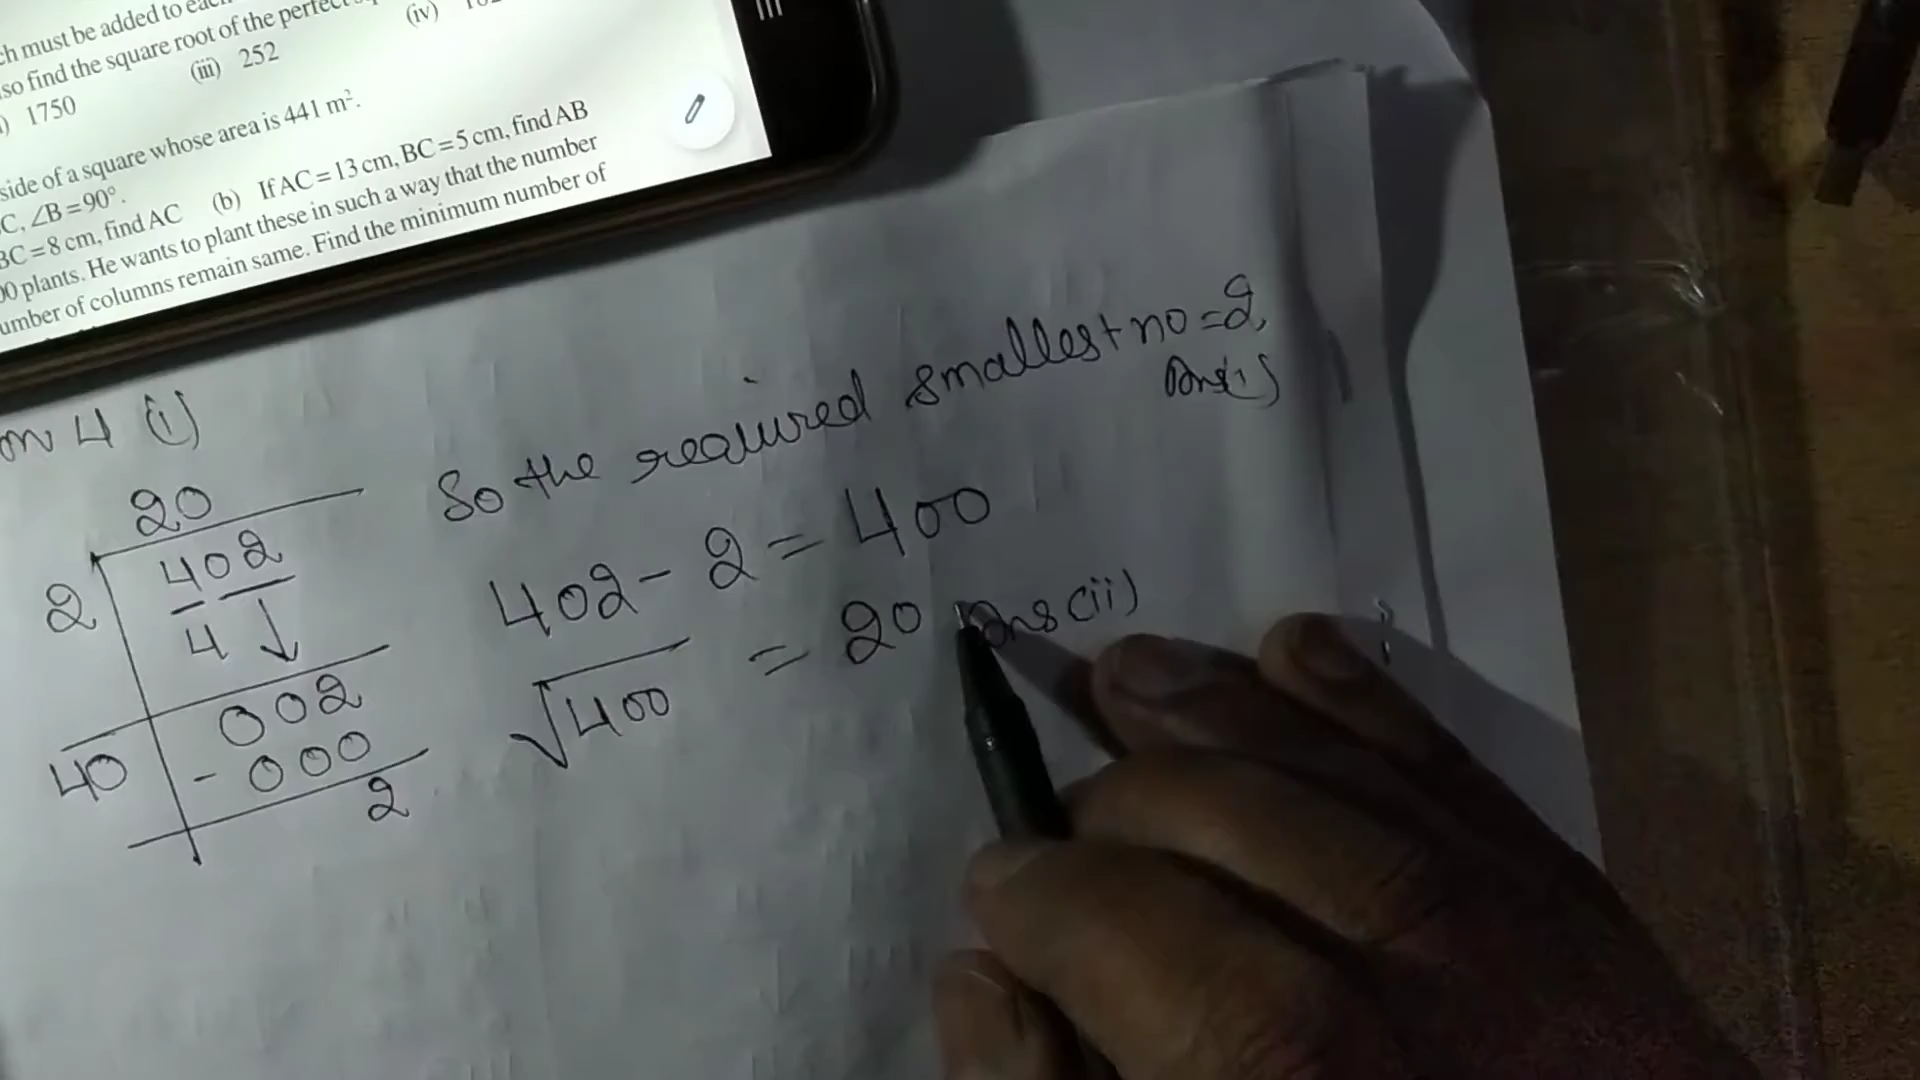 ch must be added to each
so find the square root of the perfect
(iv)
) 1750
(iii) 252
side of a square whose area is 441 m².
C, ∠B = 90°.
BC = 8 cm, find AC (b) If AC = 13 cm, BC = 5 cm, find AB
00 plants. He wants to plant these in such a way that the number
umber of columns remain same. Find the minimum number of
on 4 (i)
So the required smallest no = 2,
Ans(i)
20
2 402
4 ↓
002
40 - 000
2
402 - 2 = 400
√400 = 20 Ans (ii)